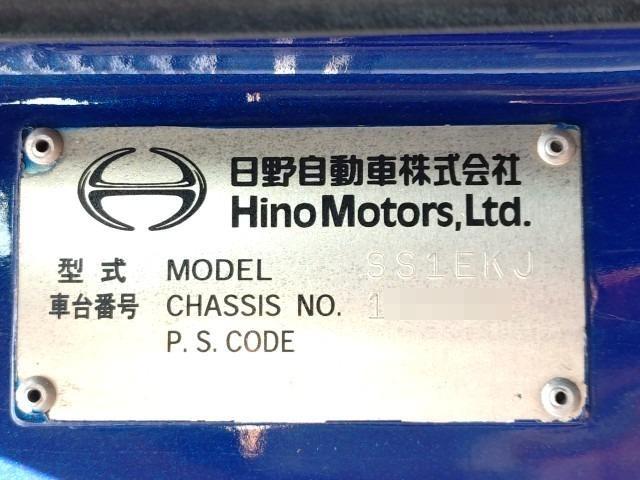 日野自動車株式会社
Hino Motors, Ltd.
型式 MODEL SS1EKJ
車台番号 CHASSIS NO. 1
P. S. CODE